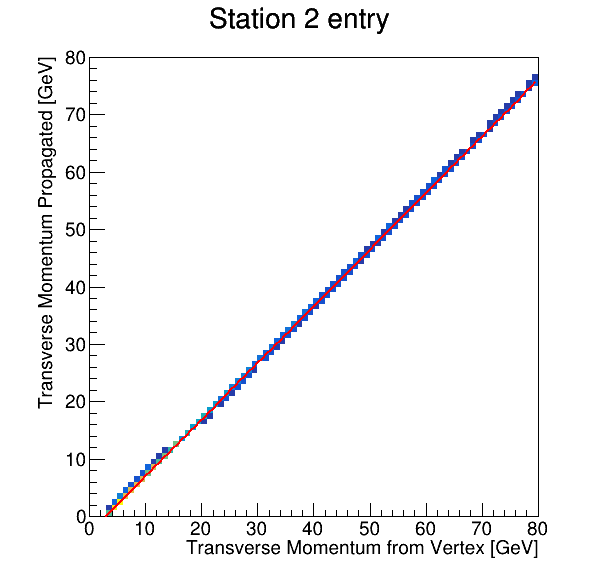 Station 2 entry
Transverse Momentum Propagated [GeV]
80
70
60
50
40
30
20
10
0
0 10 20 30 40 50 60 70 80
Transverse Momentum from Vertex [GeV]